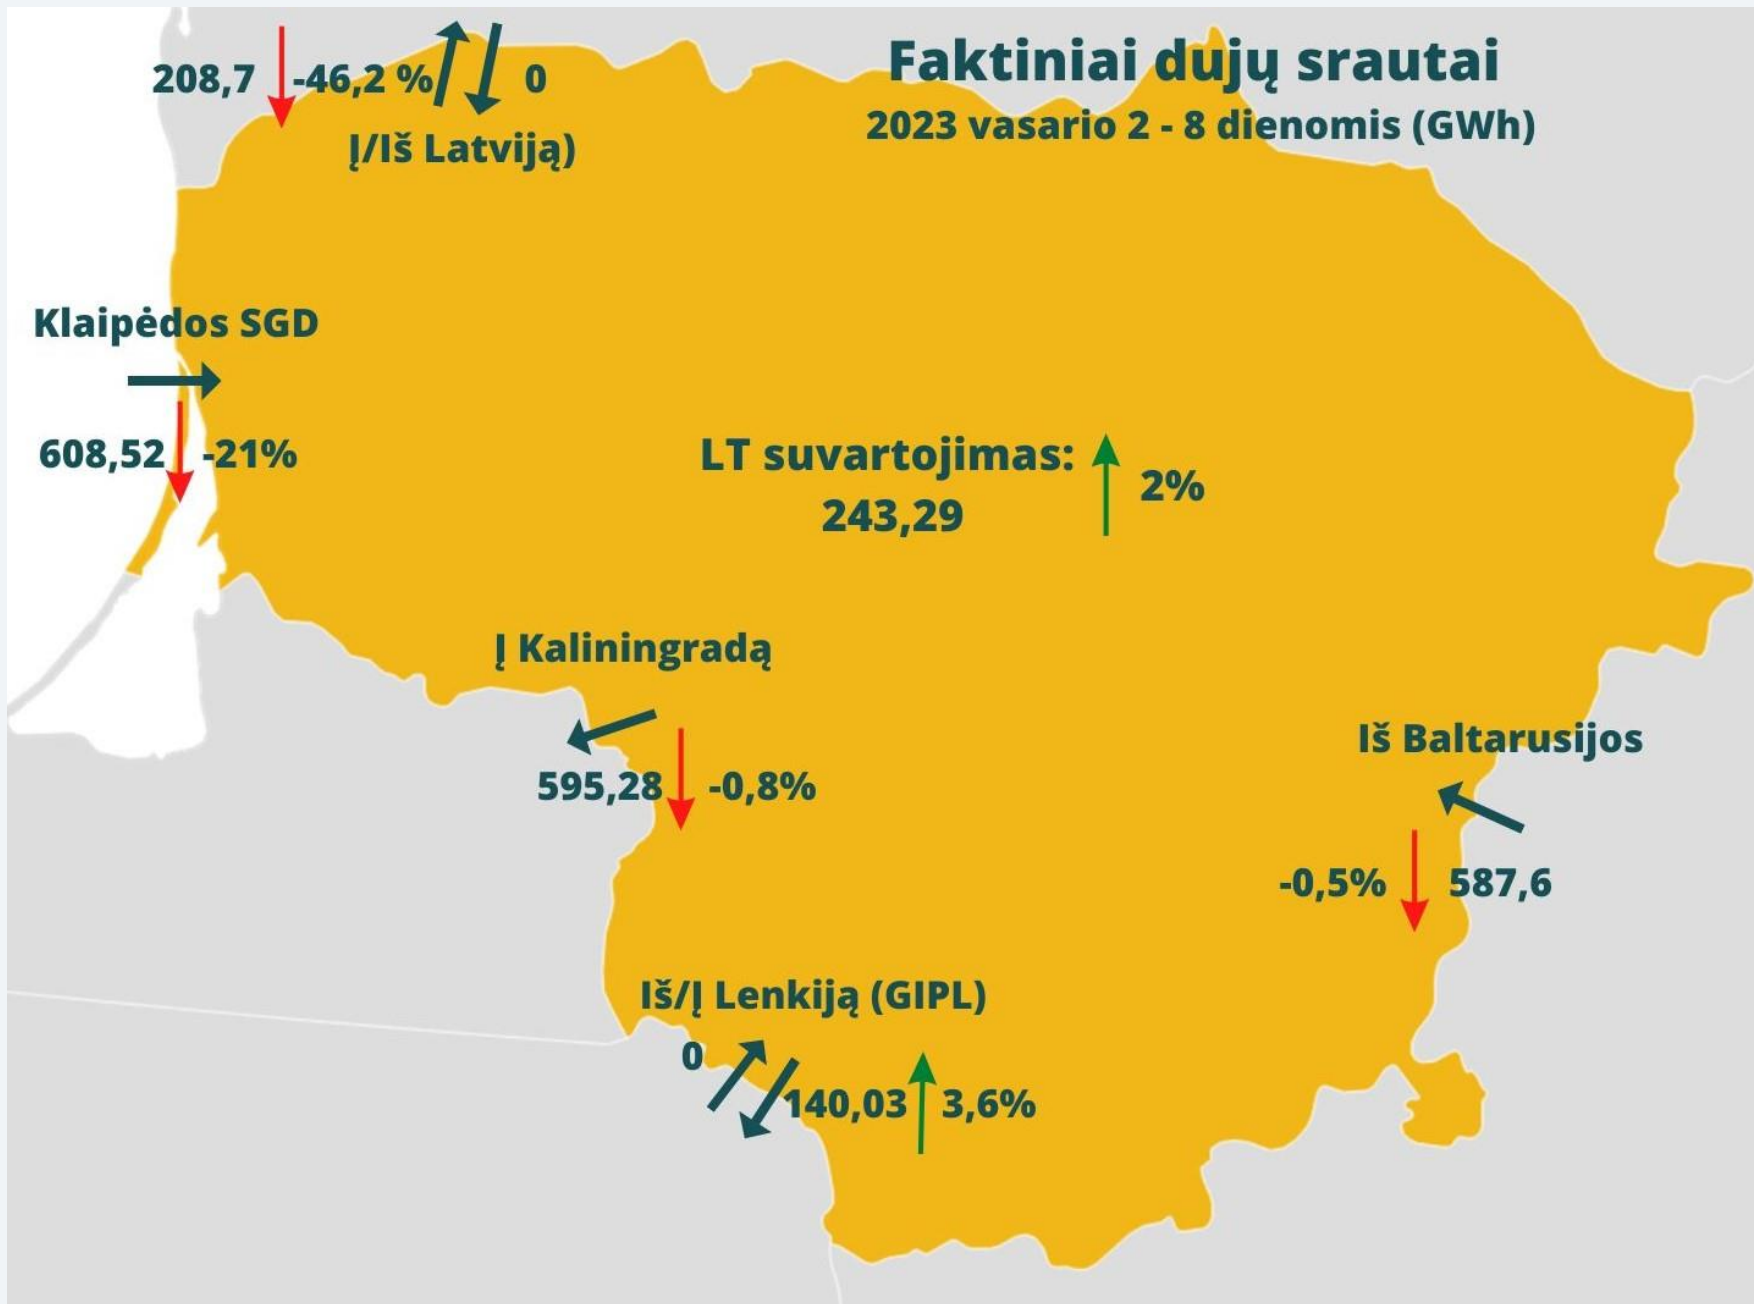 Faktiniai dujų srautai
2023 vasario 2 - 8 dienomis (GWh)
208,7 -46,2 % 0
Į/Iš Latviją)
Klaipėdos SGD
608,52 -21%
LT suvartojimas:
243,29
2%
Į Kaliningradą
595,28 -0,8%
Iš Baltarusijos
-0,5% 587,6
Iš/Į Lenkiją (GIPL)
0
140,03 3,6%